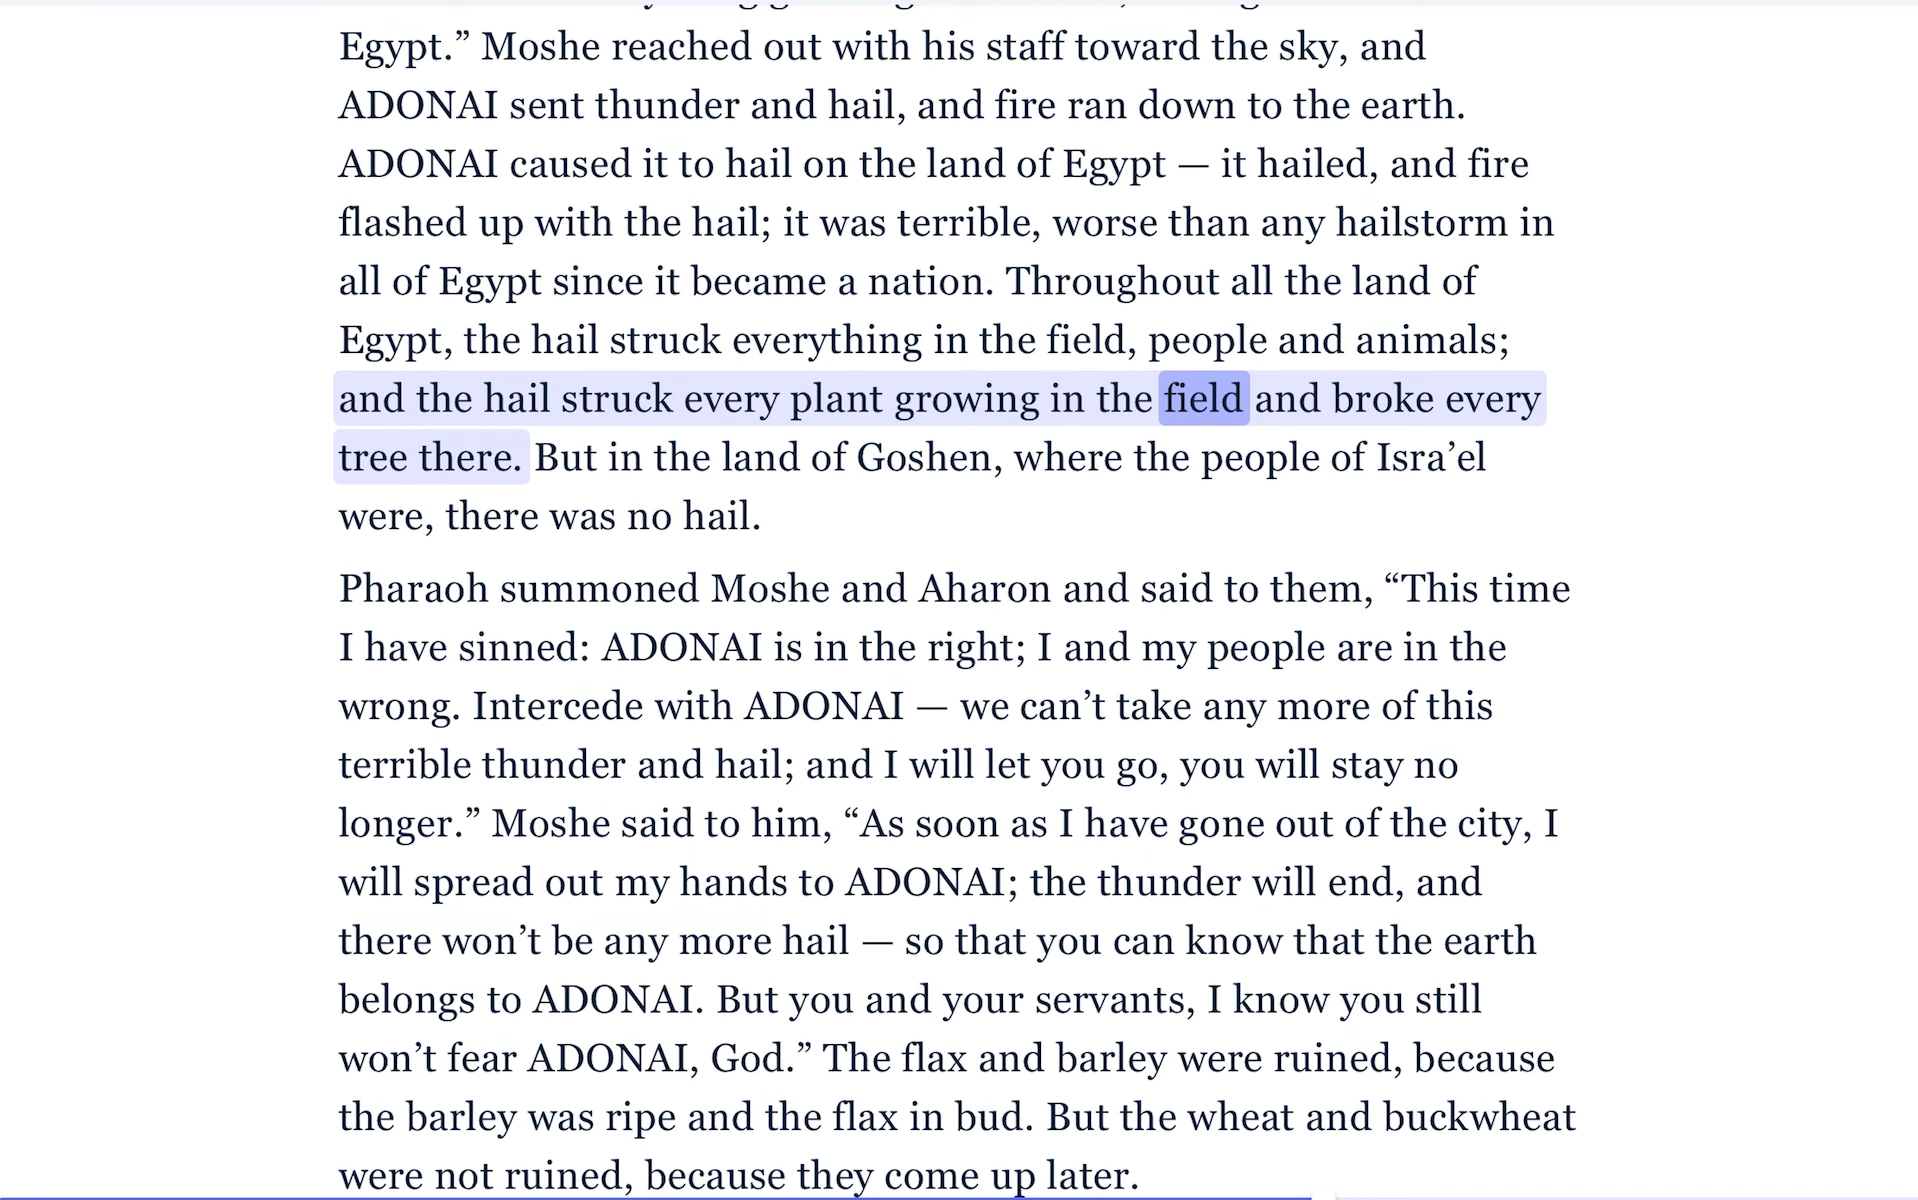 Egypt.” Moshe reached out with his staff toward the sky, and
ADONAI sent thunder and hail, and fire ran down to the earth.
ADONAI caused it to hail on the land of Egypt — it hailed, and fire
flashed up with the hail; it was terrible, worse than any hailstorm in
all of Egypt since it became a nation. Throughout all the land of
Egypt, the hail struck everything in the field, people and animals;
and the hail struck every plant growing in the field and broke every
tree there. But in the land of Goshen, where the people of Isra’el
were, there was no hail.
Pharaoh summoned Moshe and Aharon and said to them, “This time
I have sinned: ADONAI is in the right; I and my people are in the
wrong. Intercede with ADONAI — we can’t take any more of this
terrible thunder and hail; and I will let you go, you will stay no
longer.” Moshe said to him, “As soon as I have gone out of the city, I
will spread out my hands to ADONAI; the thunder will end, and
there won’t be any more hail — so that you can know that the earth
belongs to ADONAI. But you and your servants, I know you still
won’t fear ADONAI, God.” The flax and barley were ruined, because
the barley was ripe and the flax in bud. But the wheat and buckwheat
were not ruined, because they come up later.